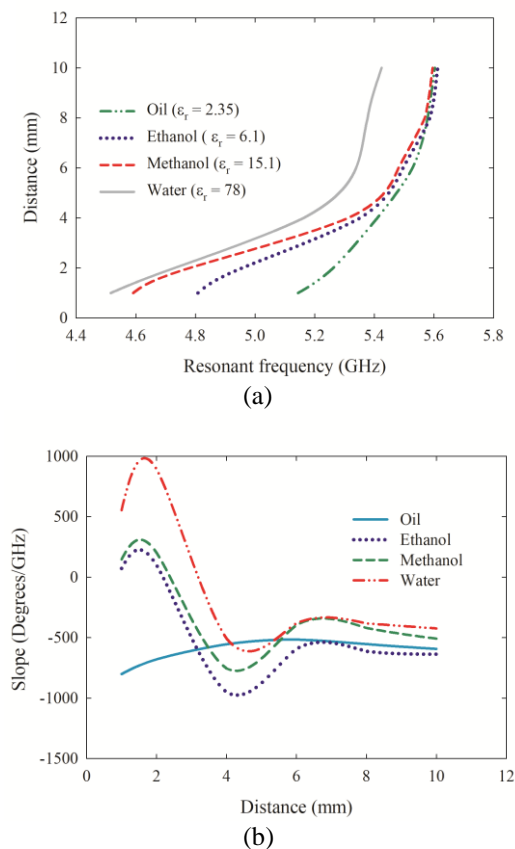 10
8
6
4
2
0
Distance (mm)
Oil (εr = 2.35)
Ethanol ( εr = 6.1)
Methanol (εr = 15.1)
Water (εr = 78)
4.4 4.6 4.8 5.0 5.2 5.4 5.6 5.8
Resonant frequency (GHz)
(a)
1000
500
0
-500
-1000
-1500
Slope (Degrees/GHz)
Oil
Ethanol
Methanol
Water
0 2 4 6 8 10 12
Distance (mm)
(b)